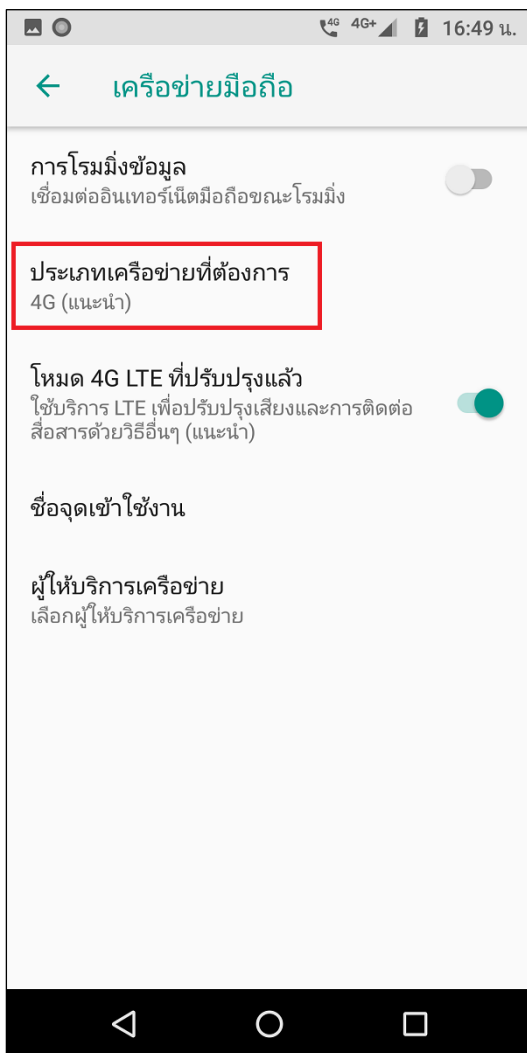 4G 4G+ 16:49 น.
เครือข่ายมือถือ
การโรมมิ่งข้อมูล
เชื่อมต่ออินเทอร์เน็ตมือถือขณะโรมมิ่ง
ประเภทเครือข่ายที่ต้องการ
4G (แนะนำ)
โหมด 4G LTE ที่ปรับปรุงแล้ว
ใช้บริการ LTE เพื่อปรับปรุงเสียงและการติดต่อ
สื่อสารด้วยวิธีอื่นๆ (แนะนำ)
ชื่อจุดเข้าใช้งาน
ผู้ให้บริการเครือข่าย
เลือกผู้ให้บริการเครือข่าย